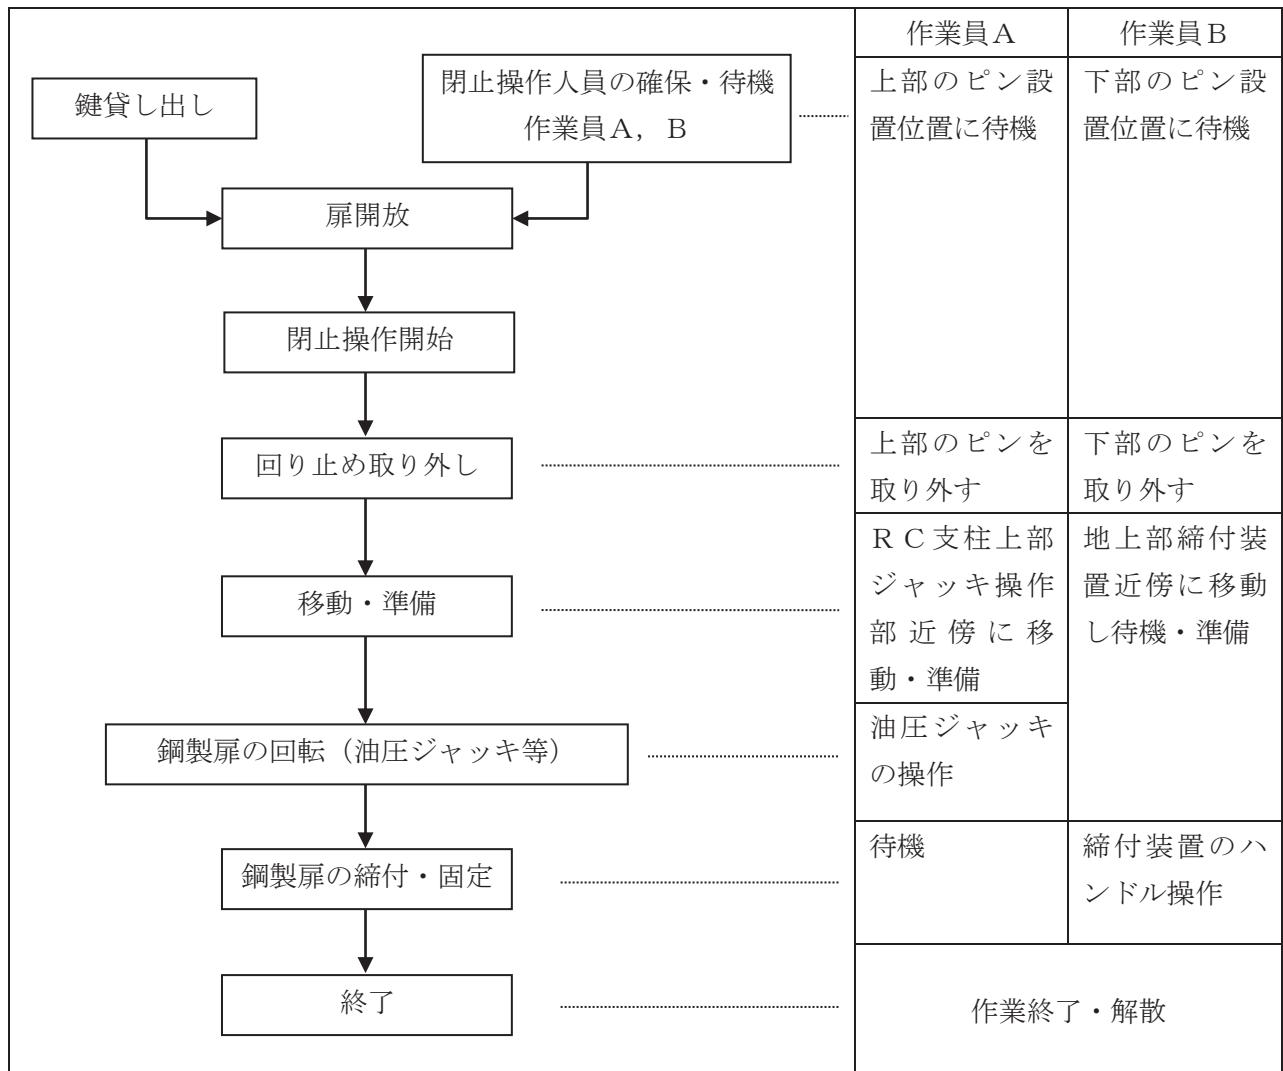 作業員A
作業員B
鍵貸し出し
閉止操作人員の確保・待機
作業員A，B
上部のピン設
置位置に待機
下部のピン設
置位置に待機
扉開放
閉止操作開始
回り止め取り外し
上部のピンを
取り外す
下部のピンを
取り外す
移動・準備
ＲＣ支柱上部
ジャッキ操作
部近傍に移
動・準備
地上部締付装
置近傍に移動
し待機・準備
鋼製扉の回転（油圧ジャッキ等）
油圧ジャッキ
の操作
鋼製扉の締付・固定
待機
締付装置のハ
ンドル操作
終了
作業終了・解散